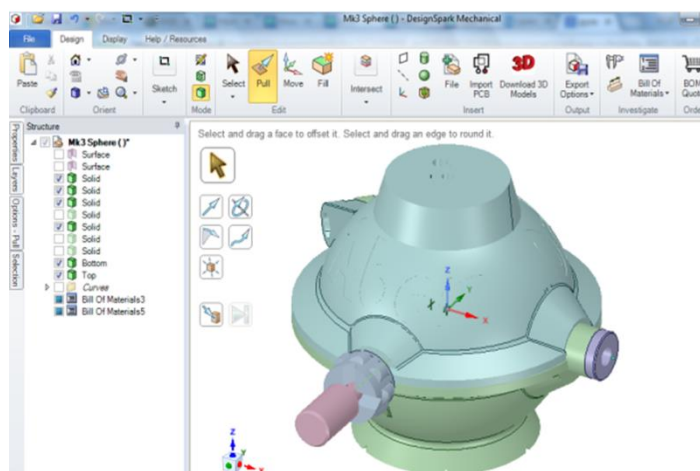 Mk3 Sphere ( ) - DesignSpark Mechanical
File Design Display Help / Resources
Paste
Sketch
Select Pull Move Fill
Intersect
File Import PCB Download 3D Models
Export Options
Bill Of Materials
BOM Quot
Clipboard Orient Mode Edit Insert Output Investigate Orde
Structure
Select and drag a face to offset it. Select and drag an edge to round it.
Properties Layers Options - Pull Selection
Mk3 Sphere ( )*
Surface
Surface
Solid
Solid
Solid
Solid
Solid
Solid
Solid
Bottom
Top
Curves
Bill Of Materials3
Bill Of Materials5
Z
Y
X
Z
Y
X